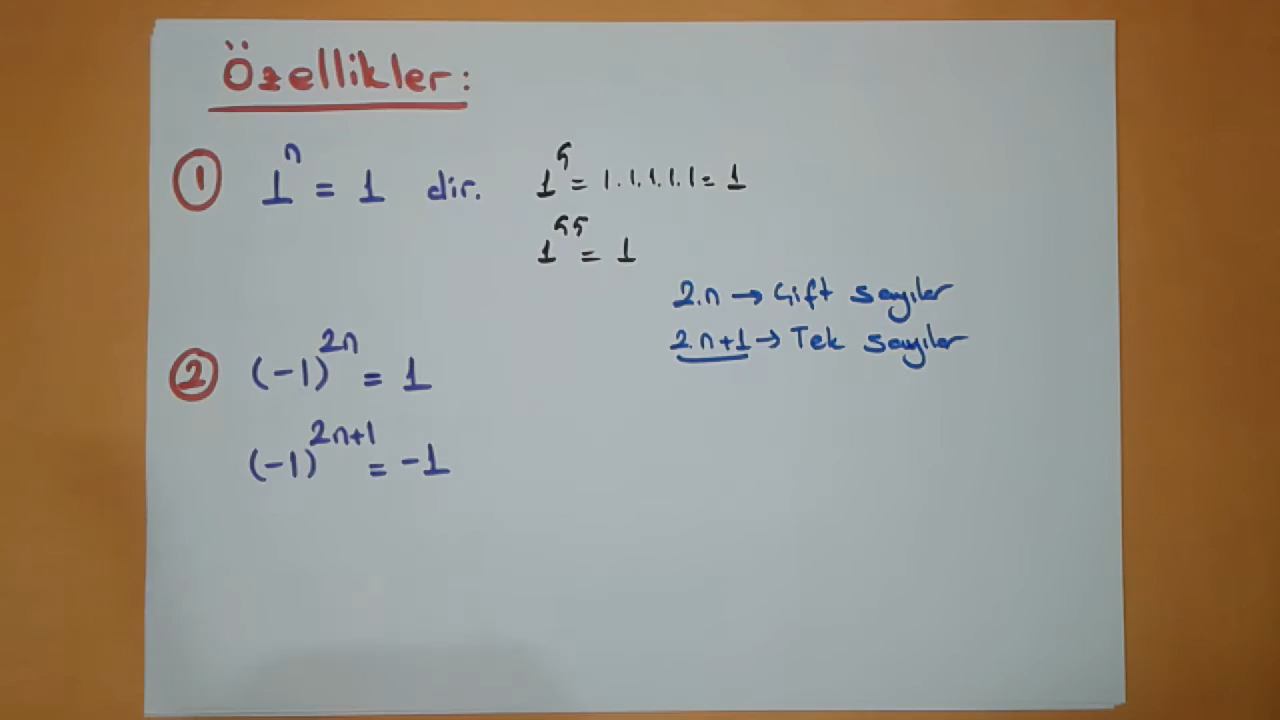 Özellikler:
① 1ⁿ = 1 dir. 1⁵ = 1.1.1.1.1 = 1
1⁵⁵ = 1
2.n → Çift sayılar
2.n+1 → Tek sayılar
② (-1)²ⁿ = 1
(-1)²ⁿ⁺¹ = -1